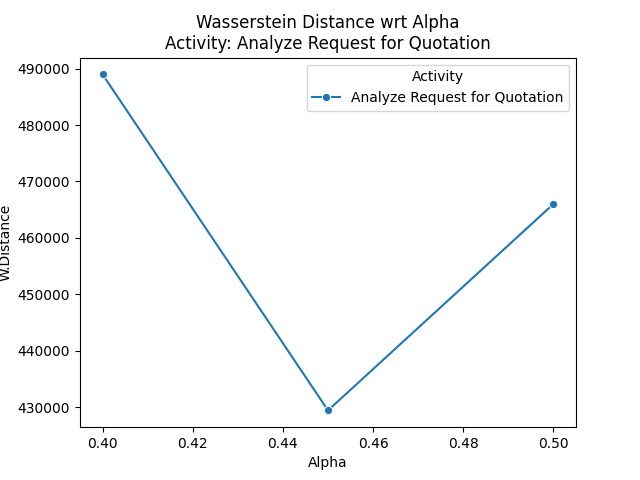 Wasserstein Distance wrt Alpha
Activity: Analyze Request for Quotation
Activity
Analyze Request for Quotation
490000
480000
470000
460000
450000
440000
430000
W.Distance
0.40 0.42 0.44 0.46 0.48 0.50
Alpha